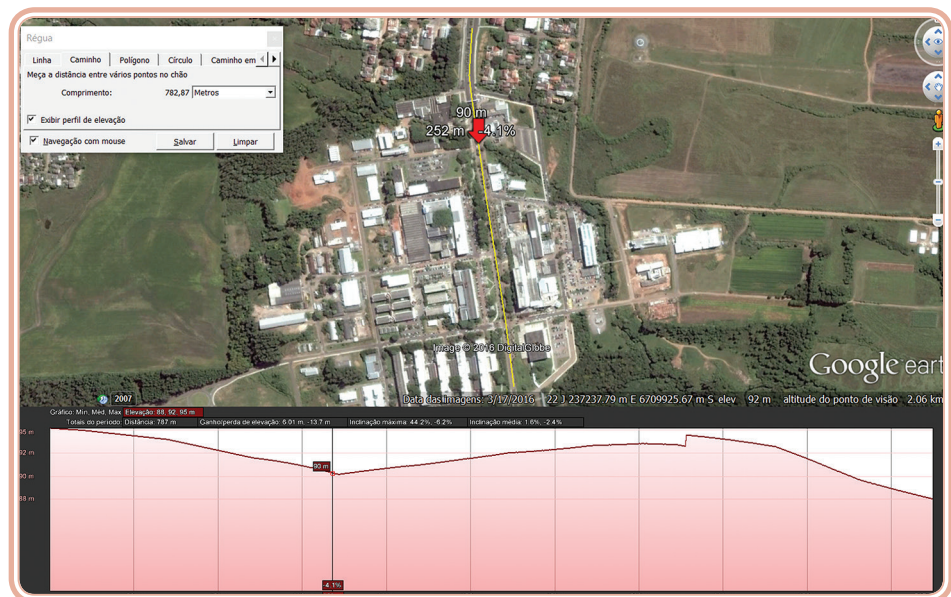 Régua
Linha Caminho Polígono Círculo Caminho em
Meça a distância entre vários pontos no chão
Comprimento: 782,87 Metros
Exibir perfil de elevação
Navegação com mouse Salvar Limpar
90 m
252 m -4.1%
Image © 2016 DigitalGlobe
Google eart
2007
Data das imagens: 3/17/2016 22 J 237237.79 m E 6709925.67 m S elev 92 m altitude do ponto de visão 2.06 km
Gráfico: Min, Méd, Max Elevação: 88, 92, 95 m
Totais do período: Distância: 787 m Ganho/perda de elevação: 6.01 m, -13.7 m Inclinação máxima: 44.2%, -6.2% Inclinação média: 1.6%, -2.4%
95 m
92 m
90 m
90 m
88 m
-4.1%